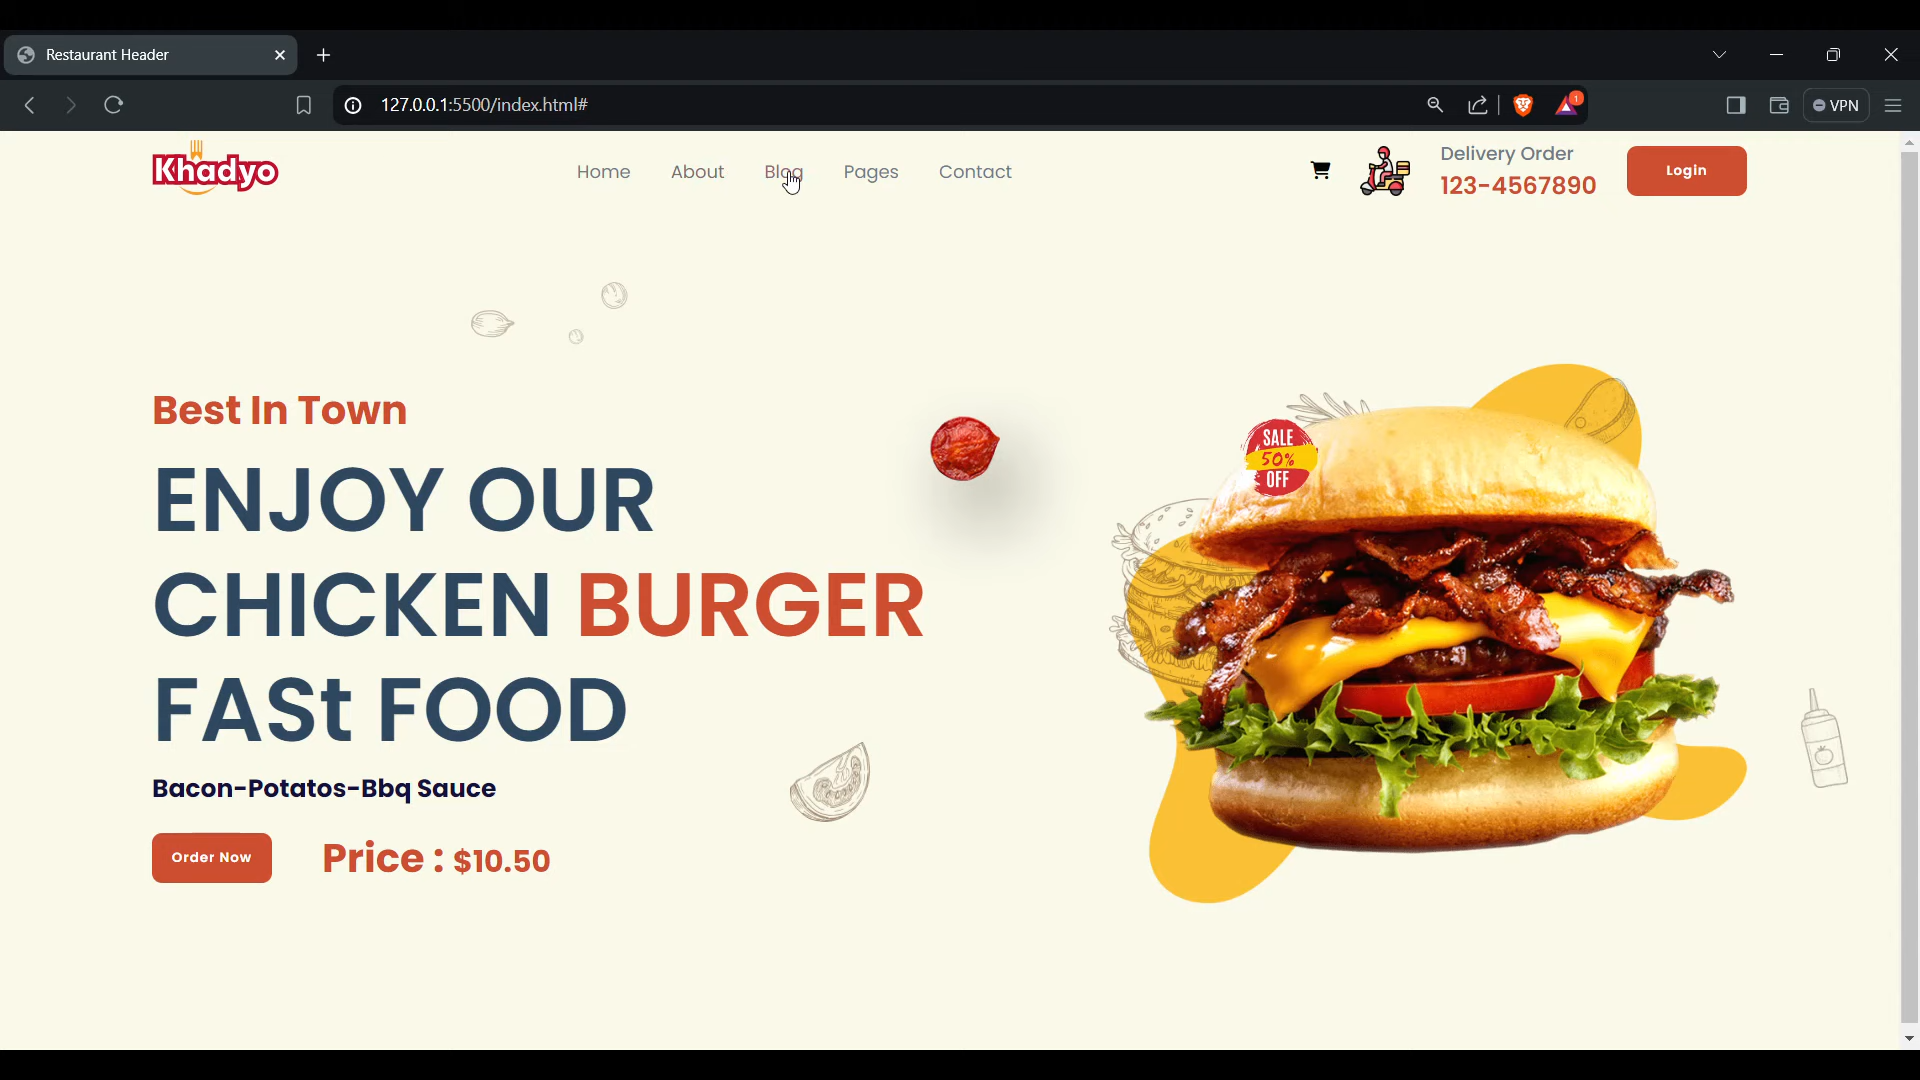 Restaurant Header
127.0.0.1:5500/index.html#
1
VPN
Khadyo
Home About Blog Pages Contact
Delivery Order
123-4567890
Login
Best In Town
ENJOY OUR
CHICKEN BURGER
FASt FOOD
SALE
50%
OFF
Bacon-Potatos-Bbq Sauce
Order Now
Price : $10.50